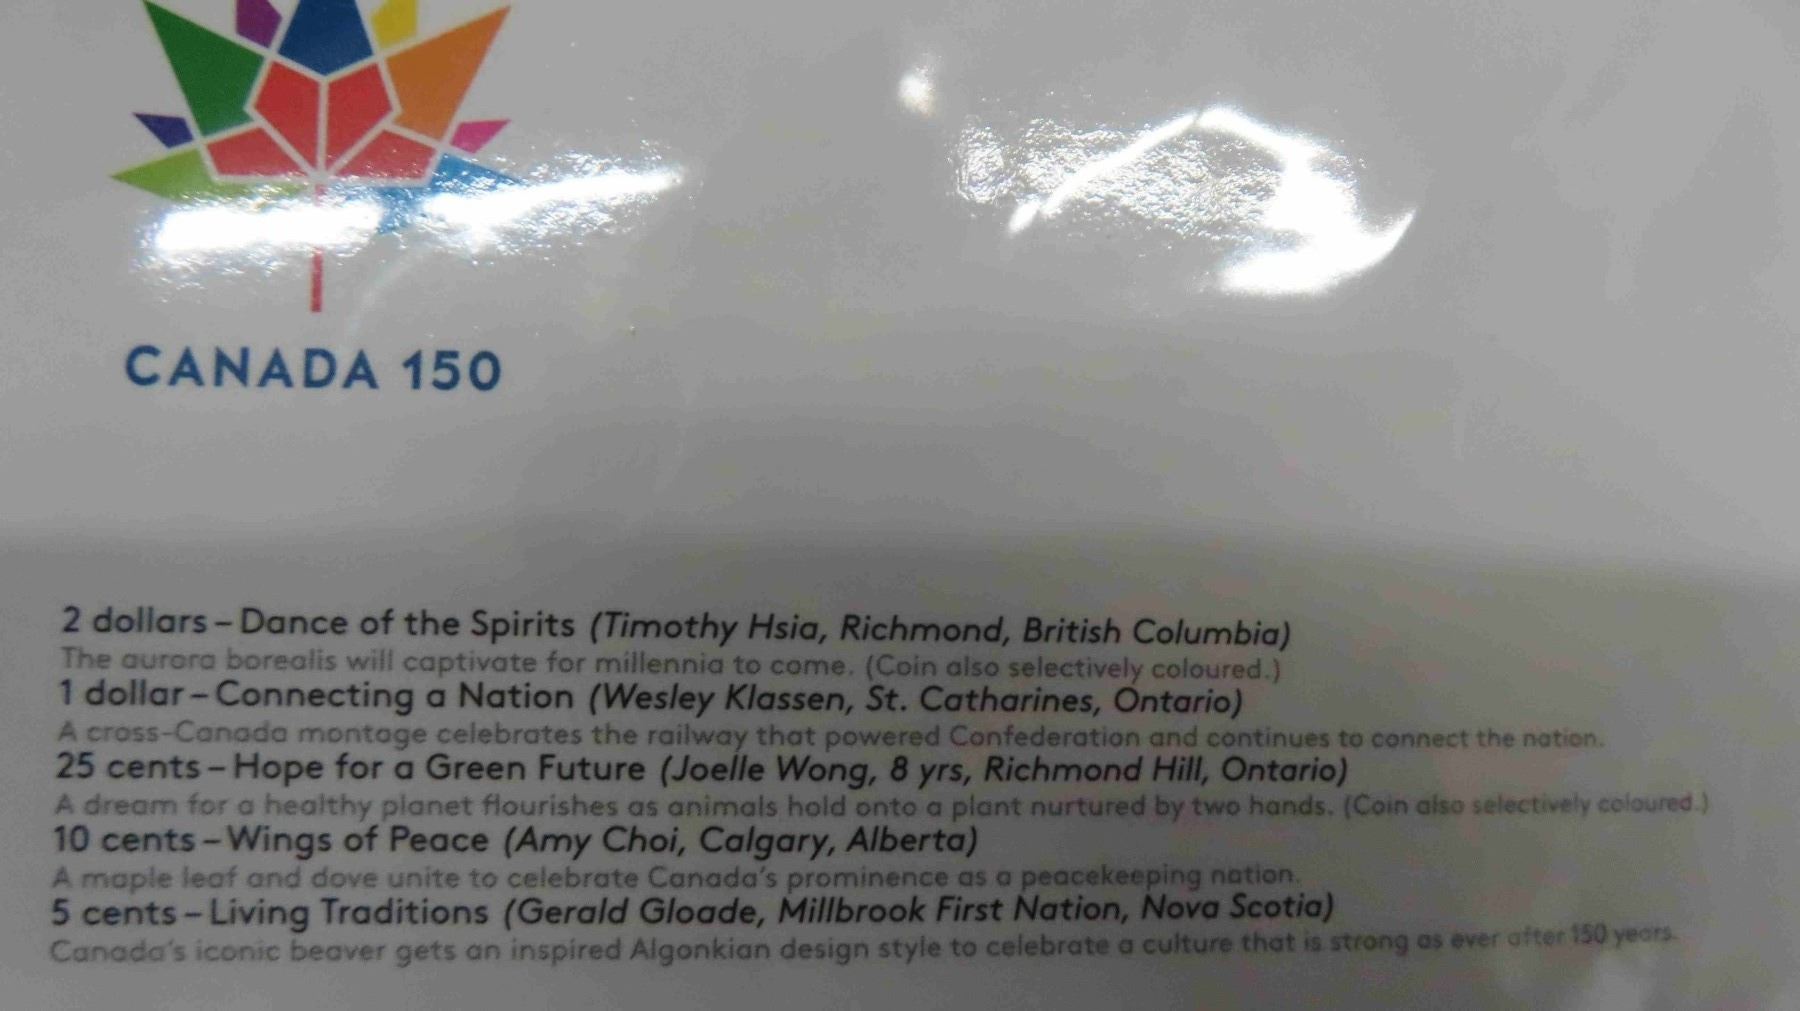 CANADA 150
2 dollars – Dance of the Spirits (Timothy Hsia, Richmond, British Columbia)
The aurora borealis will captivate for millennia to come. (Coin also selectively coloured.)
1 dollar – Connecting a Nation (Wesley Klassen, St. Catharines, Ontario)
A cross-Canada montage celebrates the railway that powered Confederation and continues to connect the nation.
25 cents – Hope for a Green Future (Joelle Wong, 8 yrs, Richmond Hill, Ontario)
A dream for a healthy planet flourishes as animals hold onto a plant nurtured by two hands. (Coin also selectively coloured.)
10 cents – Wings of Peace (Amy Choi, Calgary, Alberta)
A maple leaf and dove unite to celebrate Canada's prominence as a peacekeeping nation.
5 cents – Living Traditions (Gerald Gloade, Millbrook First Nation, Nova Scotia)
Canada's iconic beaver gets an inspired Algonkian design style to celebrate a culture that is strong as ever after 150 years.